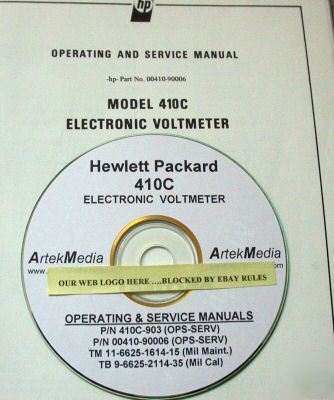 hp
OPERATING AND SERVICE MANUAL
-hp- Part No. 00410-90006
MODEL 410C
ELECTRONIC VOLTMETER
Hewlett Packard
410C
ELECTRONIC VOLTMETER
ArtekMedia ArtekMedia
OUR WEB LOGO HERE ....BLOCKED BY EBAY RULES
OPERATING & SERVICE MANUALS
P/N 410C-903 (OPS-SERV)
P/N 00410-90006 (OPS-SERV)
TM 11-6625-1614-15 (Mil Maint.)
TB 9-6625-2114-35 (Mil Cal)